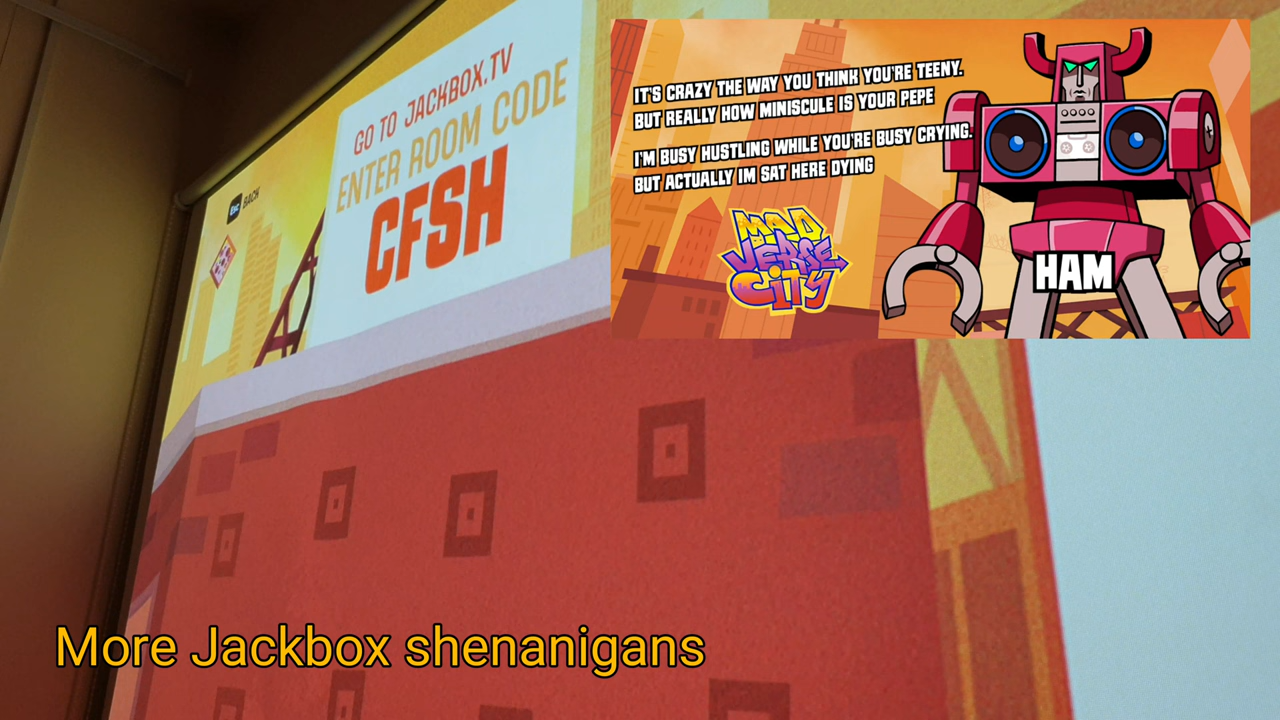 Esc BACK
GO TO JACKBOX.TV
ENTER ROOM CODE
CFSH
IT'S CRAZY THE WAY YOU THINK YOU'RE TEENY.
BUT REALLY HOW MINISCULE IS YOUR PEPE
I'M BUSY HUSTLING WHILE YOU'RE BUSY CRYING.
BUT ACTUALLY IM SAT HERE DYING
MAD
VERSE
CITY
HAM
More Jackbox shenanigans